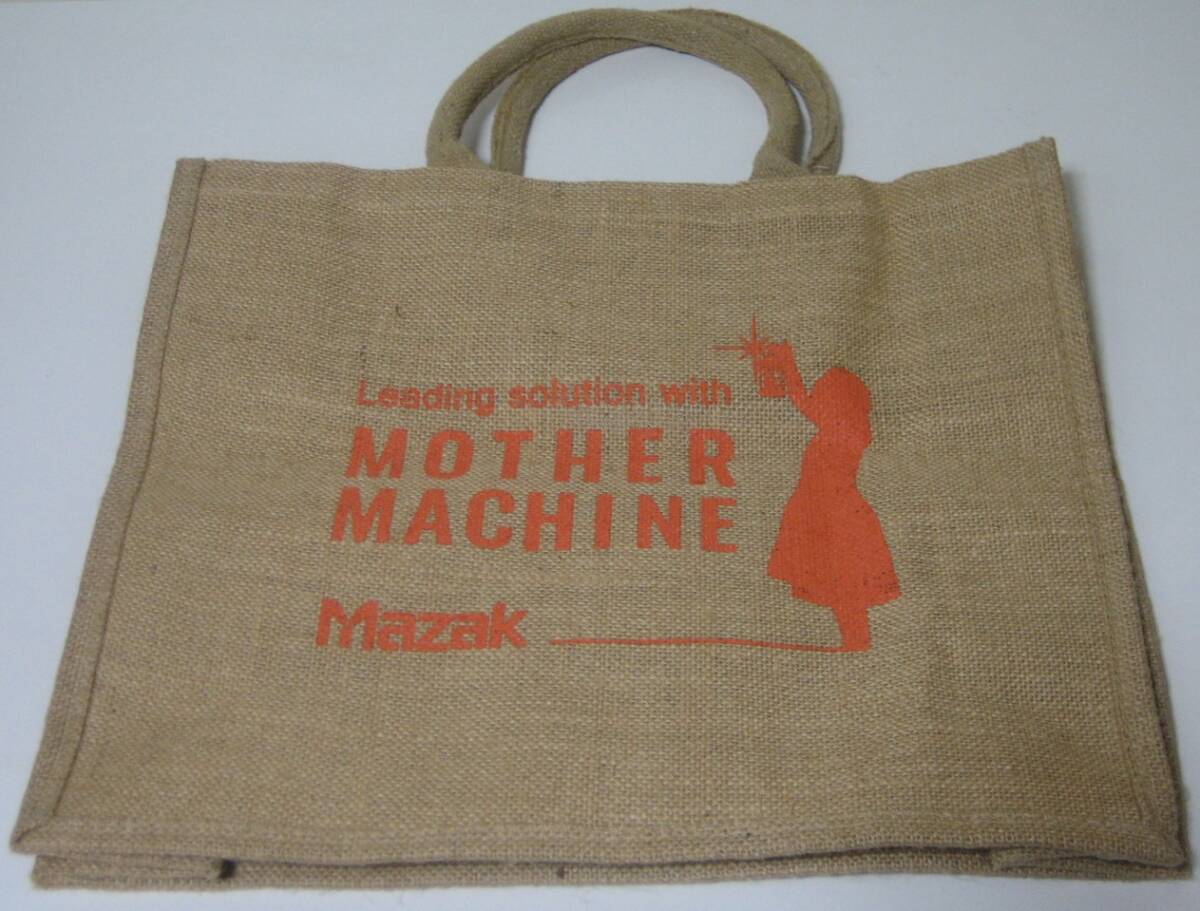 Leading solution with
MOTHER
MACHINE
Mazak